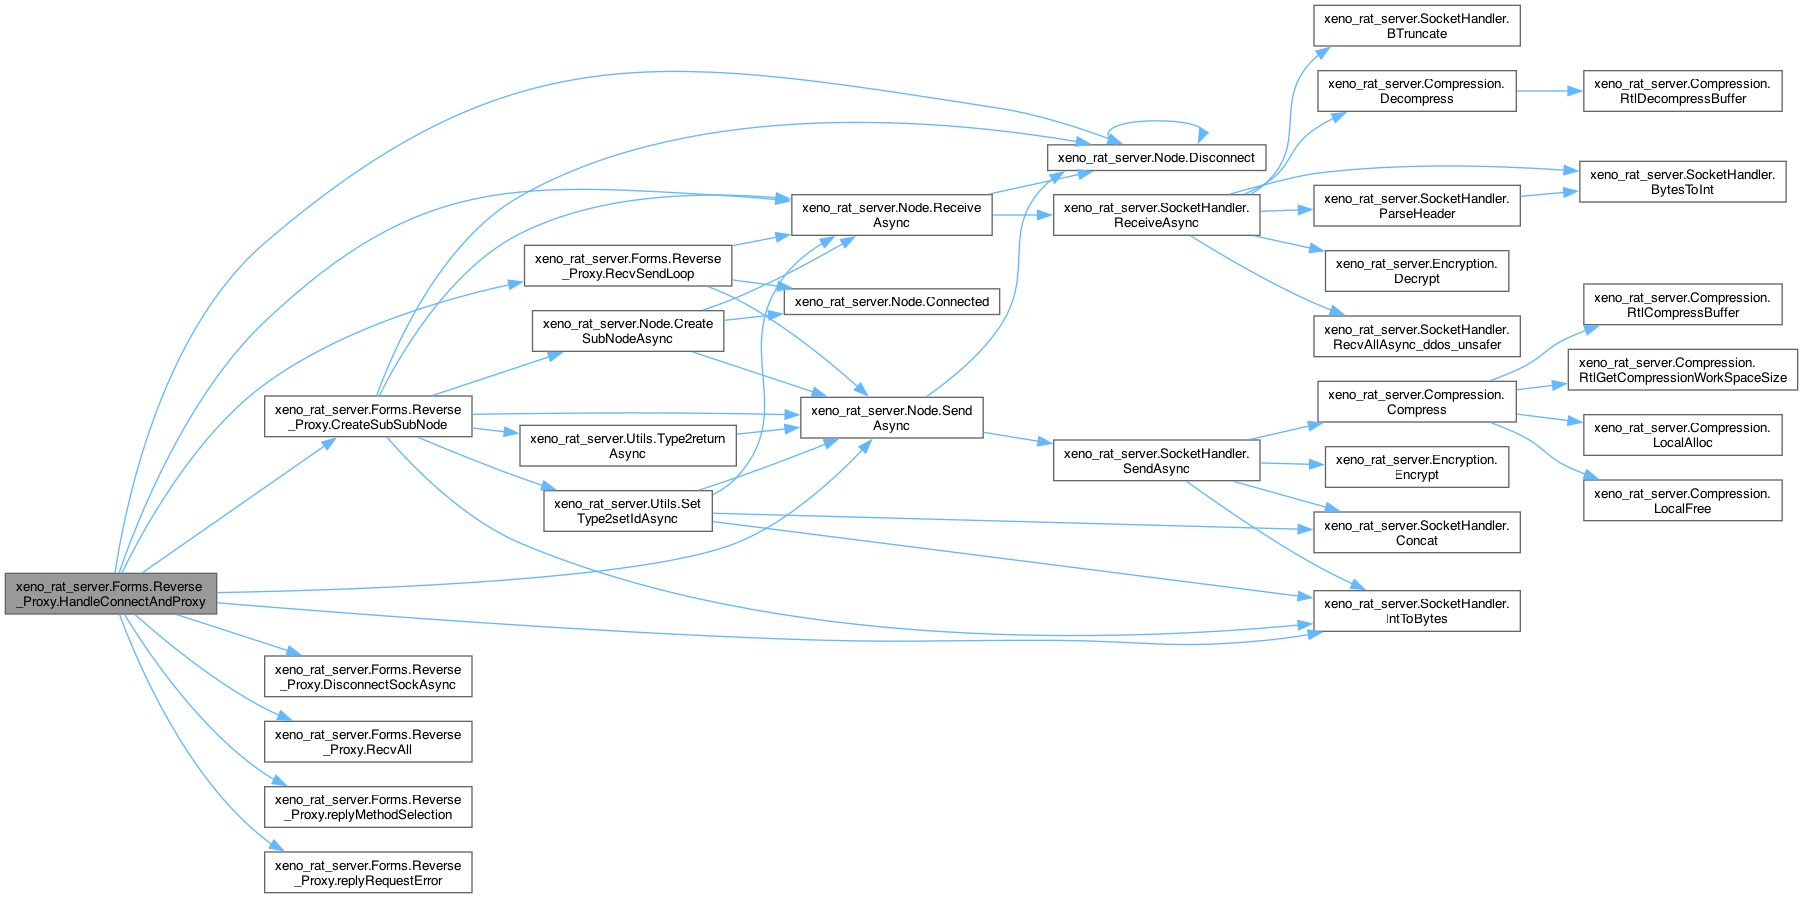 xeno_rat_server.Forms.Reverse
_Proxy.HandleConnectAndProxy
xeno_rat_server.Forms.Reverse
_Proxy.CreateSubSubNode
xeno_rat_server.Forms.Reverse
_Proxy.DisconnectSockAsync
xeno_rat_server.Forms.Reverse
_Proxy.RecvAll
xeno_rat_server.Forms.Reverse
_Proxy.replyMethodSelection
xeno_rat_server.Forms.Reverse
_Proxy.replyRequestError
xeno_rat_server.Forms.Reverse
_Proxy.RecvSendLoop
xeno_rat_server.Node.Create
SubNodeAsync
xeno_rat_server.Utils.Type2return
Async
xeno_rat_server.Utils.Set
Type2setIdAsync
xeno_rat_server.Node.Receive
Async
xeno_rat_server.Node.Connected
xeno_rat_server.Node.Send
Async
xeno_rat_server.Node.Disconnect
xeno_rat_server.SocketHandler.
ReceiveAsync
xeno_rat_server.SocketHandler.
SendAsync
xeno_rat_server.SocketHandler.
BTruncate
xeno_rat_server.Compression.
Decompress
xeno_rat_server.SocketHandler.
ParseHeader
xeno_rat_server.Encryption.
Decrypt
xeno_rat_server.SocketHandler.
RecvAllAsync_ddos_unsafer
xeno_rat_server.Compression.
Compress
xeno_rat_server.Encryption.
Encrypt
xeno_rat_server.SocketHandler.
Concat
xeno_rat_server.SocketHandler.
IntToBytes
xeno_rat_server.Compression.
RtlDecompressBuffer
xeno_rat_server.SocketHandler.
BytesToInt
xeno_rat_server.Compression.
RtlCompressBuffer
xeno_rat_server.Compression.
RtlGetCompressionWorkSpaceSize
xeno_rat_server.Compression.
LocalAlloc
xeno_rat_server.Compression.
LocalFree